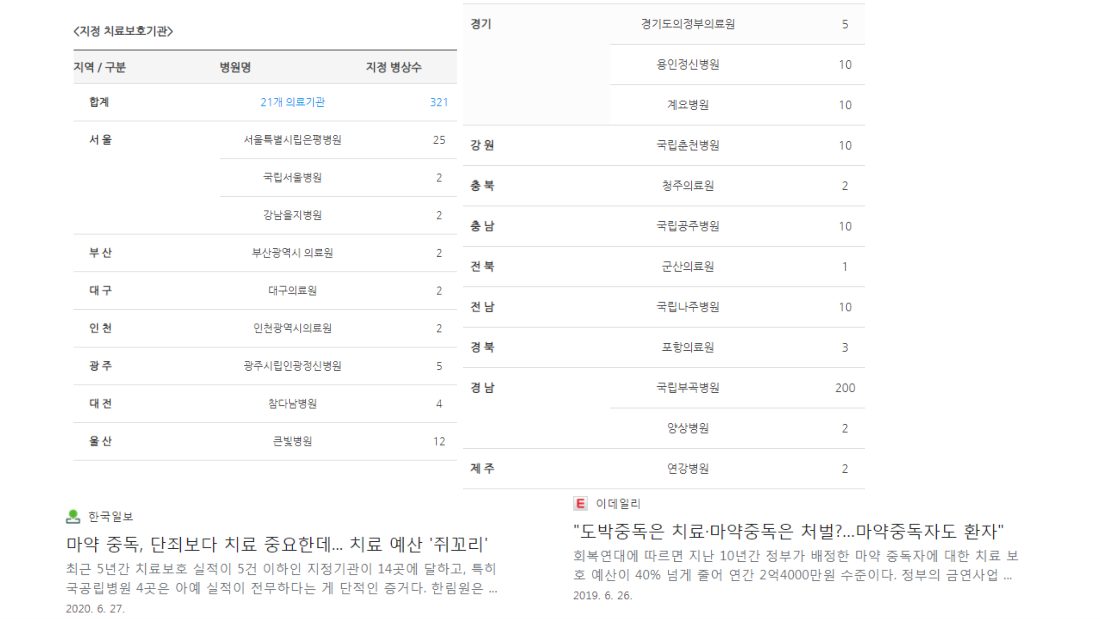 <지정 치료보호기관>
지역 / 구분 병원명 지정 병상수
합계 21개 의료기관 321
서 울 서울특별시립은평병원 25
국립서울병원 2
강남을지병원 2
부 산 부산광역시 의료원 2
대 구 대구의료원 2
인 천 인천광역시의료원 2
광 주 광주시립인광정신병원 5
대 전 참다남병원 4
울 산 큰빛병원 12
경기 경기도의정부의료원 5
용인정신병원 10
계요병원 10
강 원 국립춘천병원 10
충 북 청주의료원 2
충 남 국립공주병원 10
전 북 군산의료원 1
전 남 국립나주병원 10
경 북 포항의료원 3
경 남 국립부곡병원 200
양상병원 2
제 주 연강병원 2
한국일보
마약 중독, 단죄보다 치료 중요한데... 치료 예산 '쥐꼬리'
최근 5년간 치료보호 실적이 5건 이하인 지정기관이 14곳에 달하고, 특히
국공립병원 4곳은 아예 실적이 전무하다는 게 단적인 증거다. 한림원은 ...
2020. 6. 27.
E 이데일리
"도박중독은 치료·마약중독은 처벌?...마약중독자도 환자"
회복연대에 따르면 지난 10년간 정부가 배정한 마약 중독자에 대한 치료 보
호 예산이 40% 넘게 줄어 연간 2억4000만원 수준이다. 정부의 금연사업 ...
2019. 6. 26.